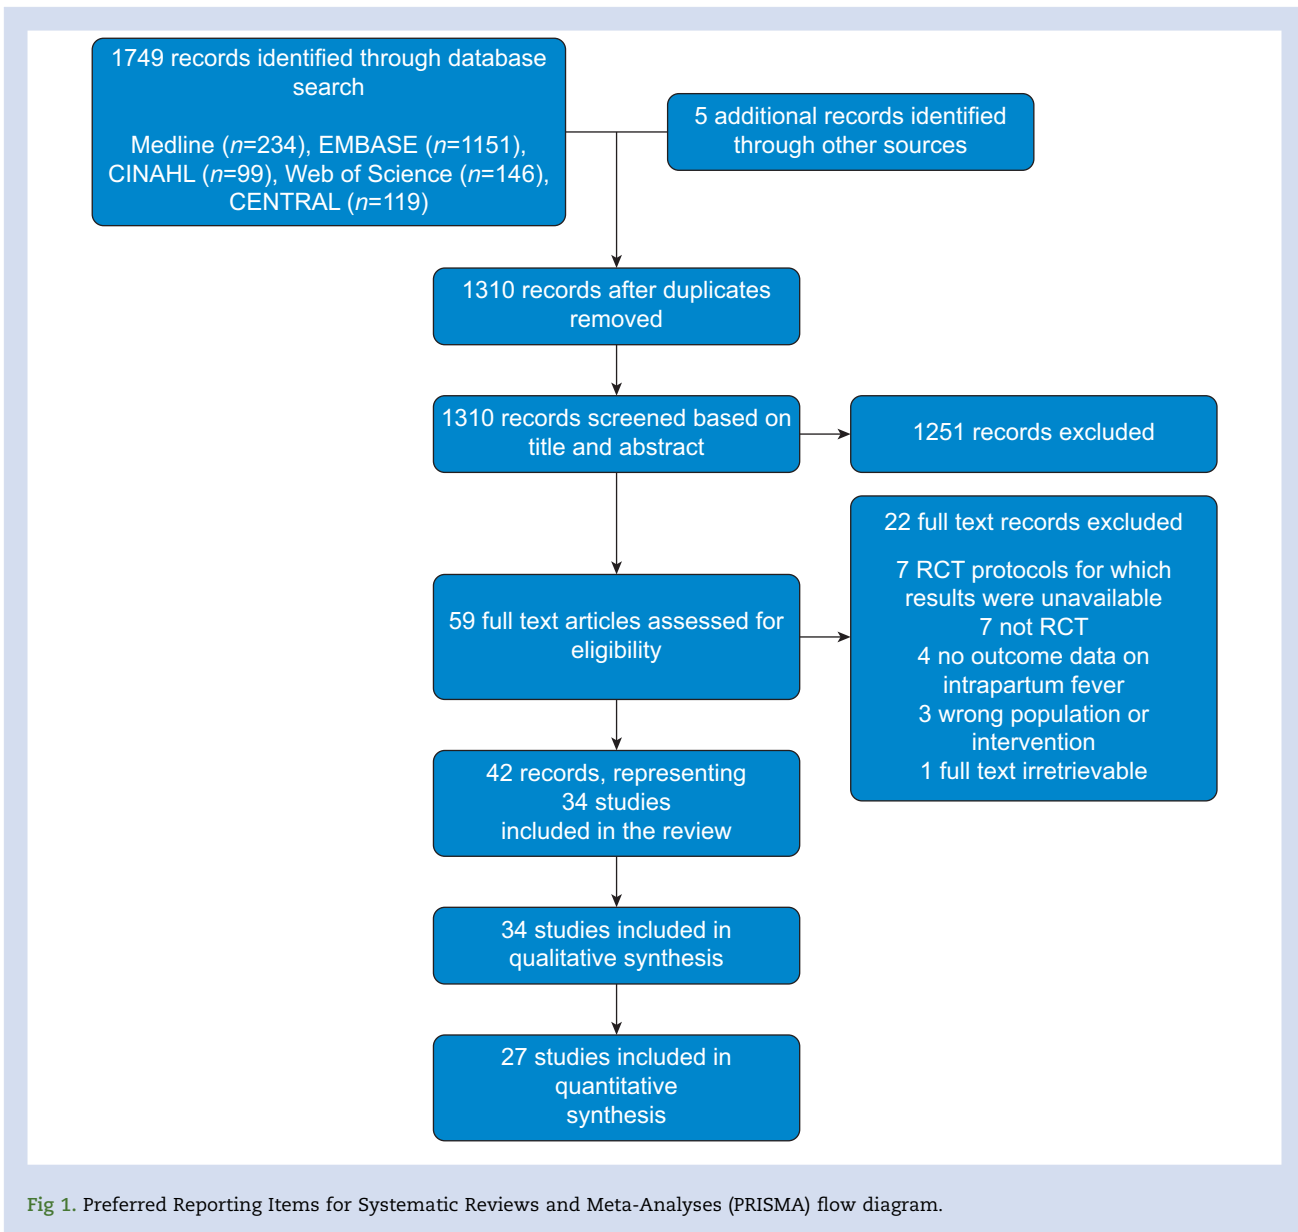 1749 records identified through database
search
Medline (n=234), EMBASE (n=1151),
CINAHL (n=99), Web of Science (n=146),
CENTRAL (n=119)
5 additional records identified
through other sources
1310 records after duplicates
removed
1310 records screened based on
title and abstract
1251 records excluded
59 full text articles assessed for
eligibility
22 full text records excluded
7 RCT protocols for which
results were unavailable
7 not RCT
4 no outcome data on
intrapartum fever
3 wrong population or
intervention
1 full text irretrievable
42 records, representing
34 studies
included in the review
34 studies included in
qualitative synthesis
27 studies included in
quantitative
synthesis
Fig 1. Preferred Reporting Items for Systematic Reviews and Meta-Analyses (PRISMA) flow diagram.